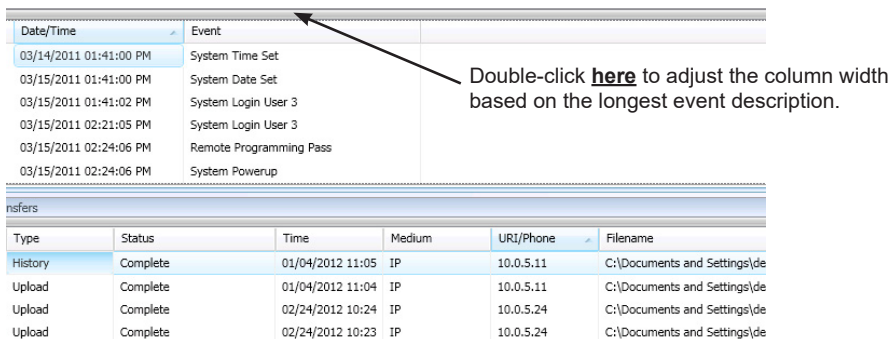 Date/Time Event
03/14/2011 01:41:00 PM System Time Set
03/15/2011 01:41:00 PM System Date Set
03/15/2011 01:41:02 PM System Login User 3
03/15/2011 02:21:05 PM System Login User 3
03/15/2011 02:24:06 PM Remote Programming Pass
03/15/2011 02:24:06 PM System Powerup
Double-click here to adjust the column width
based on the longest event description.
nsfers
Type Status Time Medium URI/Phone Filename
History Complete 01/04/2012 11:05 IP 10.0.5.11 C:\Documents and Settings\de
Upload Complete 01/04/2012 11:04 IP 10.0.5.11 C:\Documents and Settings\de
Upload Complete 02/24/2012 10:24 IP 10.0.5.24 C:\Documents and Settings\de
Upload Complete 02/24/2012 10:23 IP 10.0.5.24 C:\Documents and Settings\de